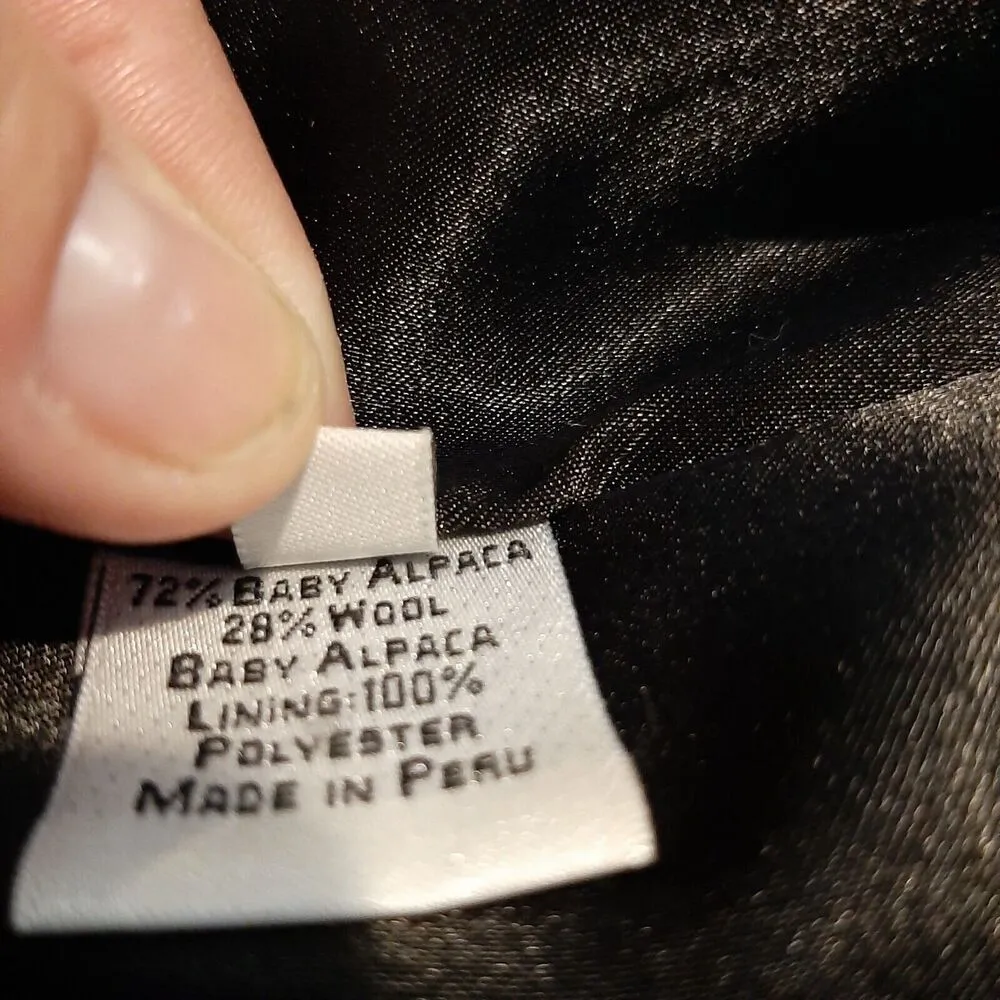 72% BABY ALPACA
28% WOOL
BABY ALPACA
LINING:100%
POLYESTER
MADE IN PERU